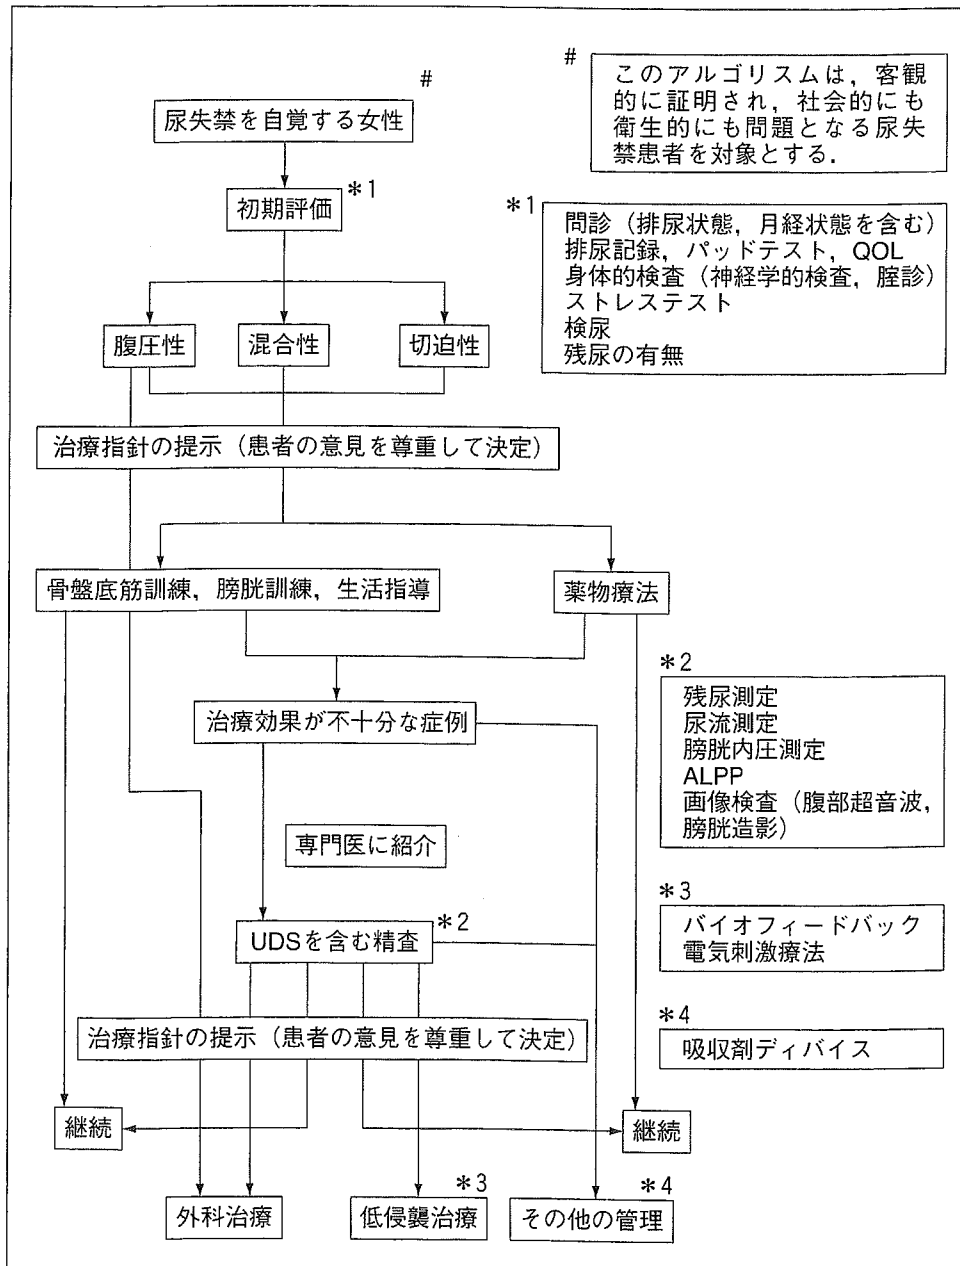 #
尿失禁を自覚する女性
#
このアルゴリスムは，客観
的に証明され，社会的にも
衛生的にも問題となる尿失
禁患者を対象とする．
*1
初期評価
*1
問診（排尿状態，月経状態を含む）
排尿記録，パッドテスト，QOL
身体的検査（神経学的検査，腟診）
ストレステスト
検尿
残尿の有無
腹圧性
混合性
切迫性
治療指針の提示（患者の意見を尊重して決定）
骨盤底筋訓練，膀胱訓練，生活指導
薬物療法
治療効果が不十分な症例
*2
残尿測定
尿流測定
膀胱内圧測定
ALPP
画像検査（腹部超音波，
膀胱造影）
専門医に紹介
UDSを含む精査
*2
*3
バイオフィードバック
電気刺激療法
治療指針の提示（患者の意見を尊重して決定）
*4
吸収剤ディバイス
継続
継続
外科治療
*3
低侵襲治療
*4
その他の管理